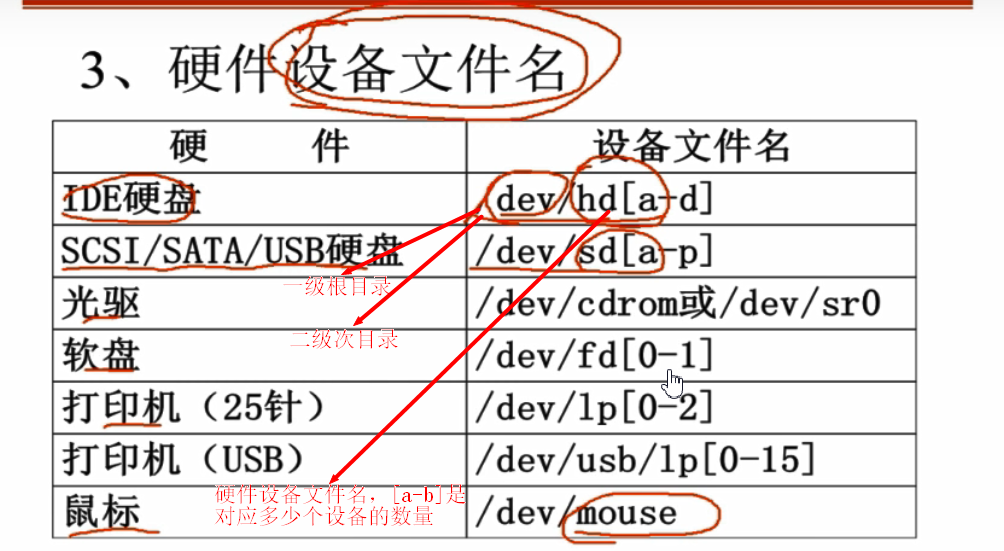 3、硬件设备文件名
硬 件 设备文件名
IDE硬盘 /dev/hd[a-d]
SCSI/SATA/USB硬盘 /dev/sd[a-p]
一级根目录
光驱 /dev/cdrom或/dev/sr0
二级次目录
软盘 /dev/fd[0-1]
打印机（25针） /dev/lp[0-2]
打印机（USB） /dev/usb/lp[0-15]
硬件设备文件名，[a-b]是
对应多少个设备的数量
鼠标 /dev/mouse